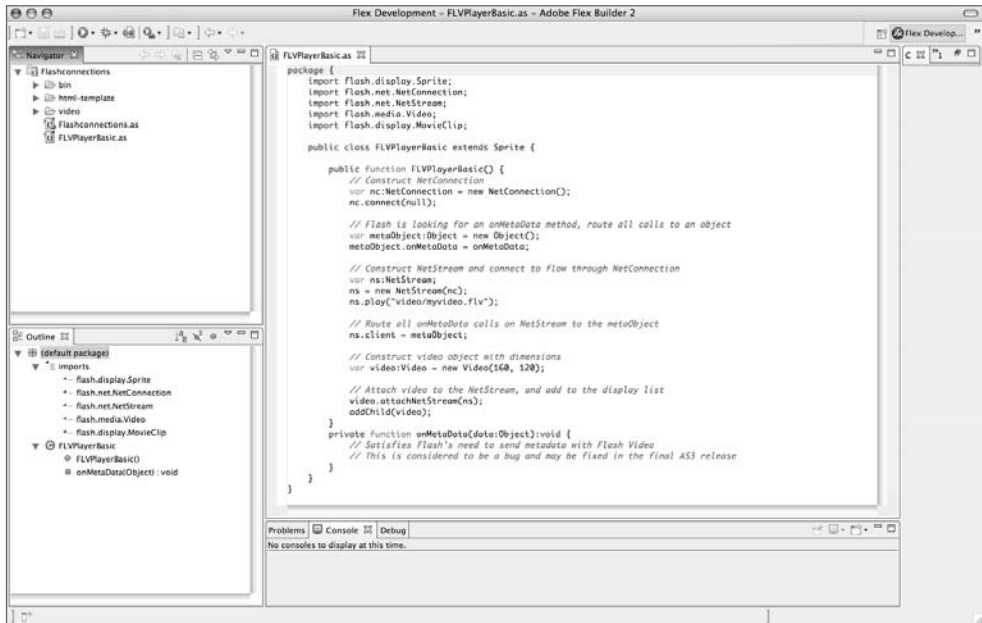 Flex Development – FLVPlayerBasic.as – Adobe Flex Builder 2
Flex Develop...
Navigator
Flashconnections
bin
html-template
video
Flashconnections.as
FLVPlayerBasic.as
Outline
(default package)
imports
flash.display.Sprite
flash.net.NetConnection
flash.net.NetStream
flash.media.Video
flash.display.MovieClip
FLVPlayerBasic
FLVPlayerBasic()
onMetaData(Object) : void
FLVPlayerBasic.as
package {
import flash.display.Sprite;
import flash.net.NetConnection;
import flash.net.NetStream;
import flash.media.Video;
import flash.display.MovieClip;
public class FLVPlayerBasic extends Sprite {
public function FLVPlayerBasic() {
// Construct NetConnection
var nc:NetConnection = new NetConnection();
nc.connect(null);
// Flash is looking for an onMetaData method, route all calls to an object
var metaObject:Object = new Object();
metaObject.onMetaData = onMetaData;
// Construct NetStream and connect to flow through NetConnection
var ns:NetStream;
ns = new NetStream(nc);
ns.play("video/myvideo.flv");
// Route all onMetaData calls on NetStream to the metaObject
ns.client = metaObject;
// Construct video object with dimensions
var video:Video = new Video(160, 120);
// Attach video to the NetStream, and add to the display list
video.attachNetStream(ns);
addChild(video);
}
private function onMetaData(data:Object):void {
// Satisfies Flash's need to send metadata with Flash Video
// This is considered to be a bug and may be fixed in the final AS3 release
}
}
}
Problems Console Debug
No consoles to display at this time.